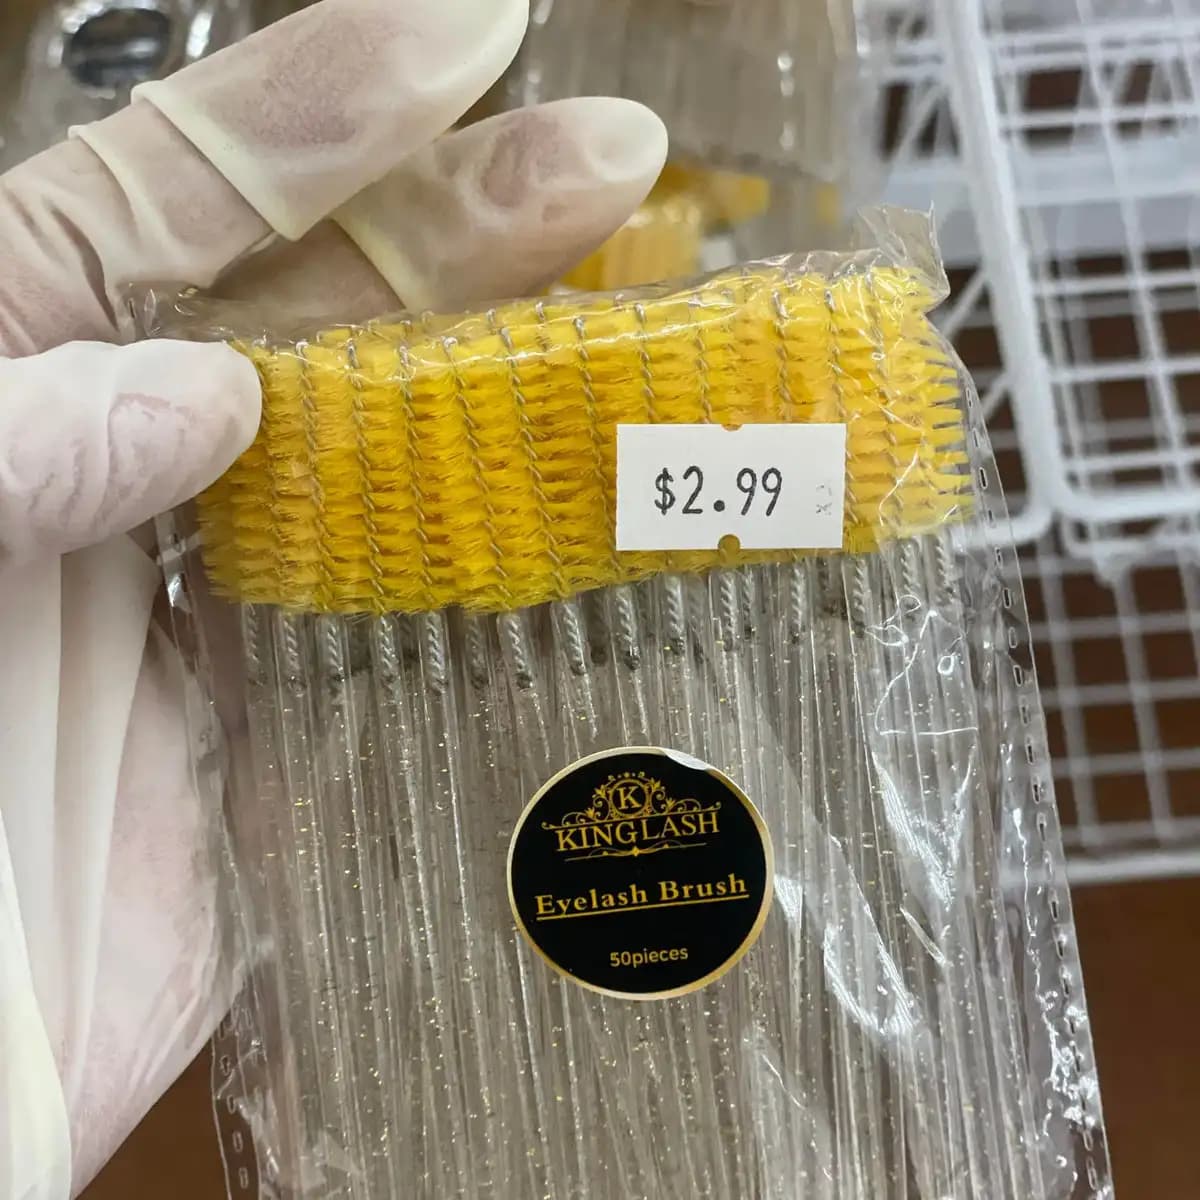 $2.99
K
KINGLASH
Eyelash Brush
50pieces